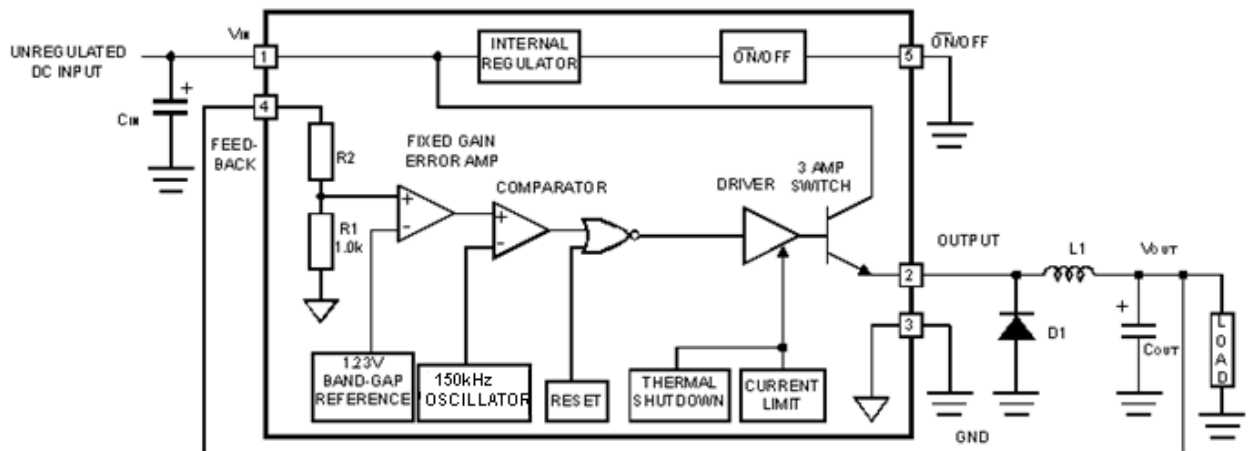 UNREGULATED
DC INPUT
VIN
1
INTERNAL
REGULATOR
ON/OFF
5
ON/OFF
+
CIN
4
FEED-
BACK
R2
FIXED GAIN
ERROR AMP
R1
1.0k
+
-
COMPARATOR
+
-
DRIVER
3 AMP
SWITCH
OUTPUT
2
L1
VOUT
3
D1
+
COUT
LOAD
1.23V
BAND-GAP
REFERENCE
150kHz
OSCILLATOR
RESET
THERMAL
SHUTDOWN
CURRENT
LIMIT
GND